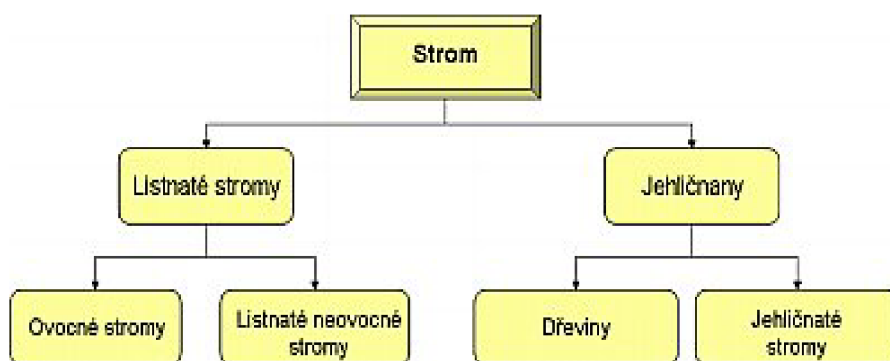 Strom
Listnaté stromy
Jehličnany
Ovocné stromy
Listnaté neovocné
stromy
Dřeviny
Jehličnaté
stromy